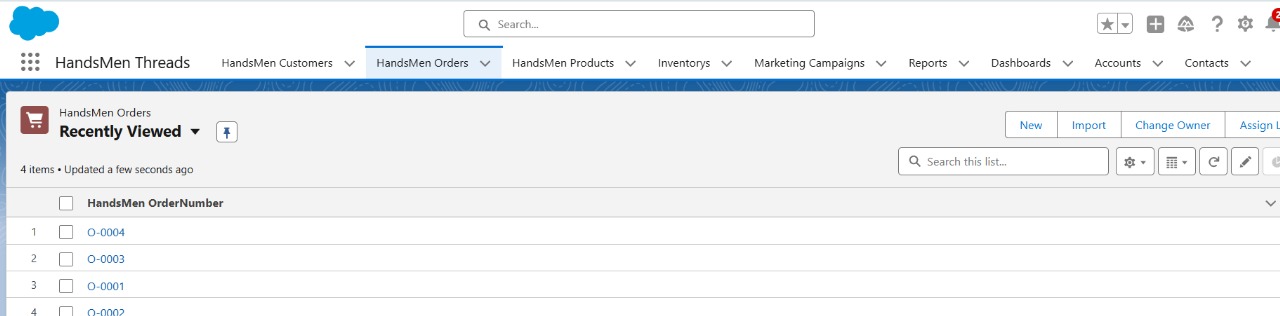 Search...
HandsMen Threads
HandsMen Customers
HandsMen Orders
HandsMen Products
Inventorys
Marketing Campaigns
Reports
Dashboards
Accounts
Contacts
HandsMen Orders
Recently Viewed
New
Import
Change Owner
Assign L
4 items • Updated a few seconds ago
Search this list...
HandsMen OrderNumber
1 O-0004
2 O-0003
3 O-0001
4 O-0002